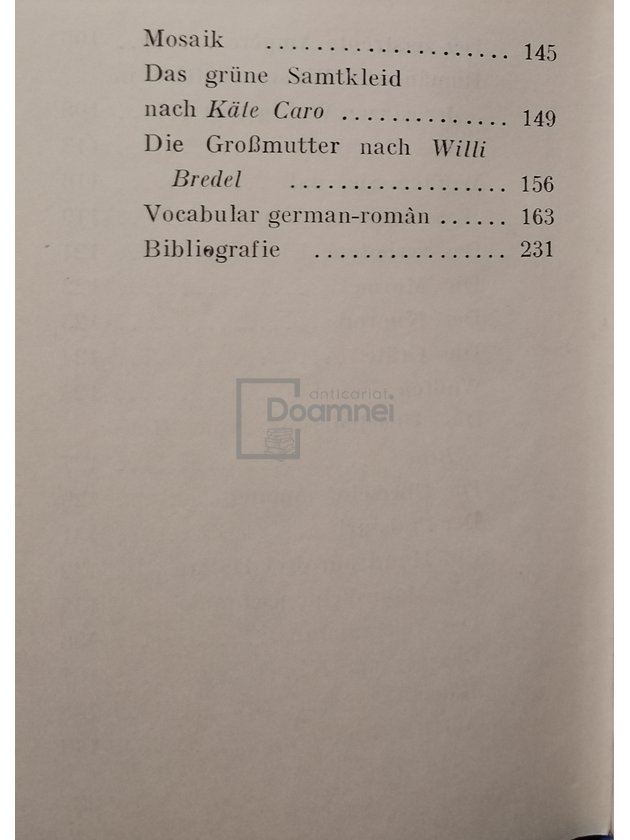 Mosaik .................... 145
Das grüne Samtkleid
nach Käte Caro .............. 149
Die Großmutter nach Willi
Bredel .................. 156
Vocabular german-romàn ...... 163
Bibliografie ................ 231
anticariat
Doamnei